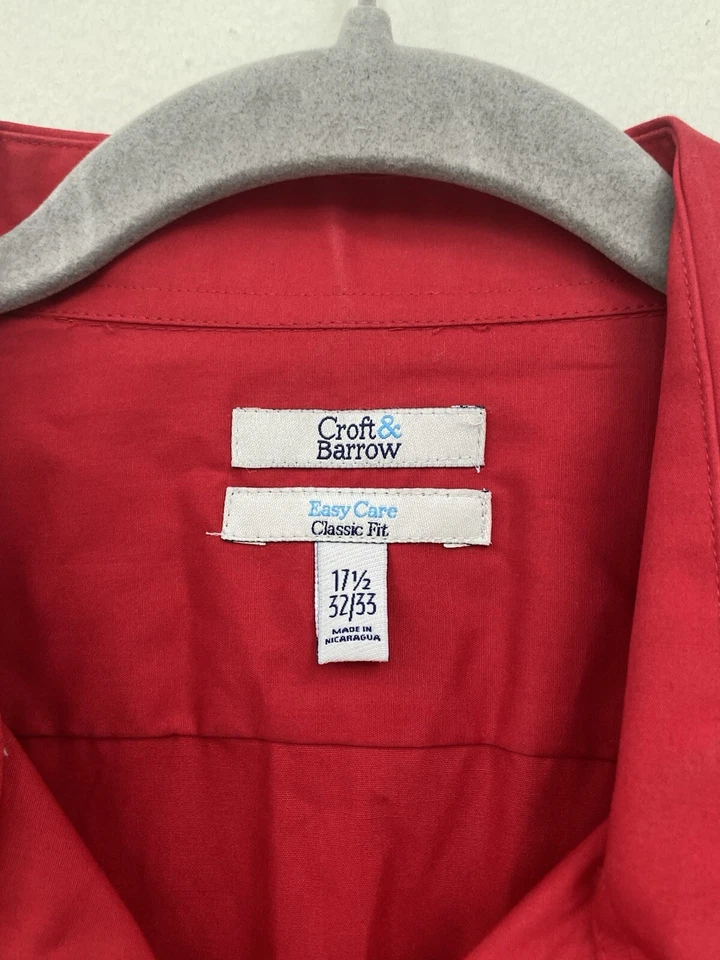 Croft&
Barrow
Easy Care
Classic Fit
17½
32/33
MADE IN
NICARAGUA